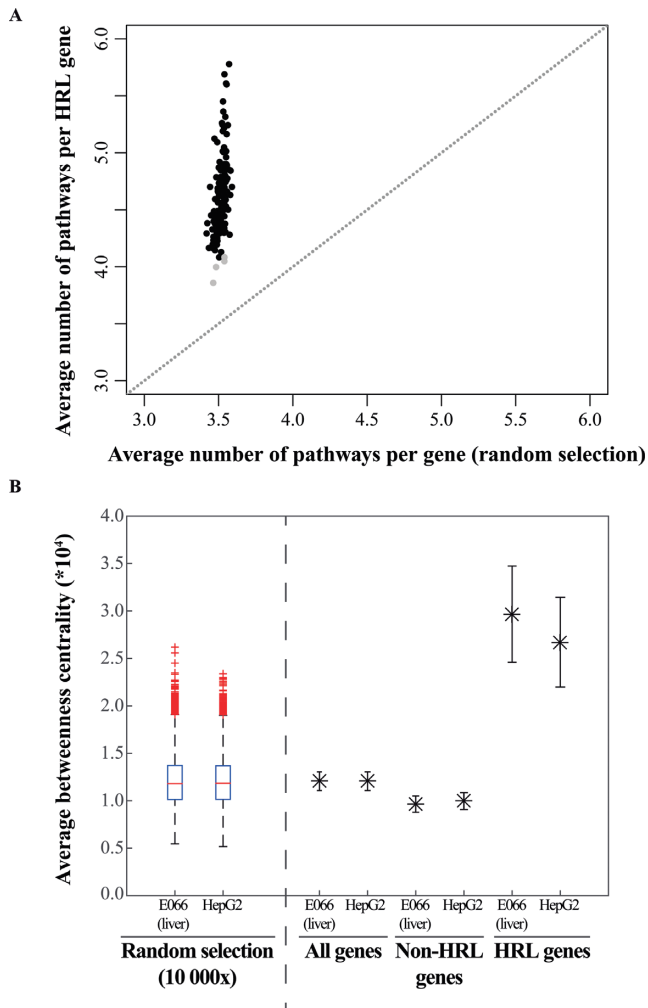 A
Average number of pathways per HRL gene
6.0
5.0
4.0
3.0
3.0 3.5 4.0 4.5 5.0 5.5 6.0
Average number of pathways per gene (random selection)
B
Average betweenness centrality (*10⁴)
4.0
3.5
3.0
2.5
2.0
1.5
1.0
0.5
0.0
E066 HepG2 E066 HepG2 E066 HepG2 E066 HepG2
(liver) (liver) (liver) (liver)
Random selection All genes Non-HRL HRL genes
(10 000x) genes